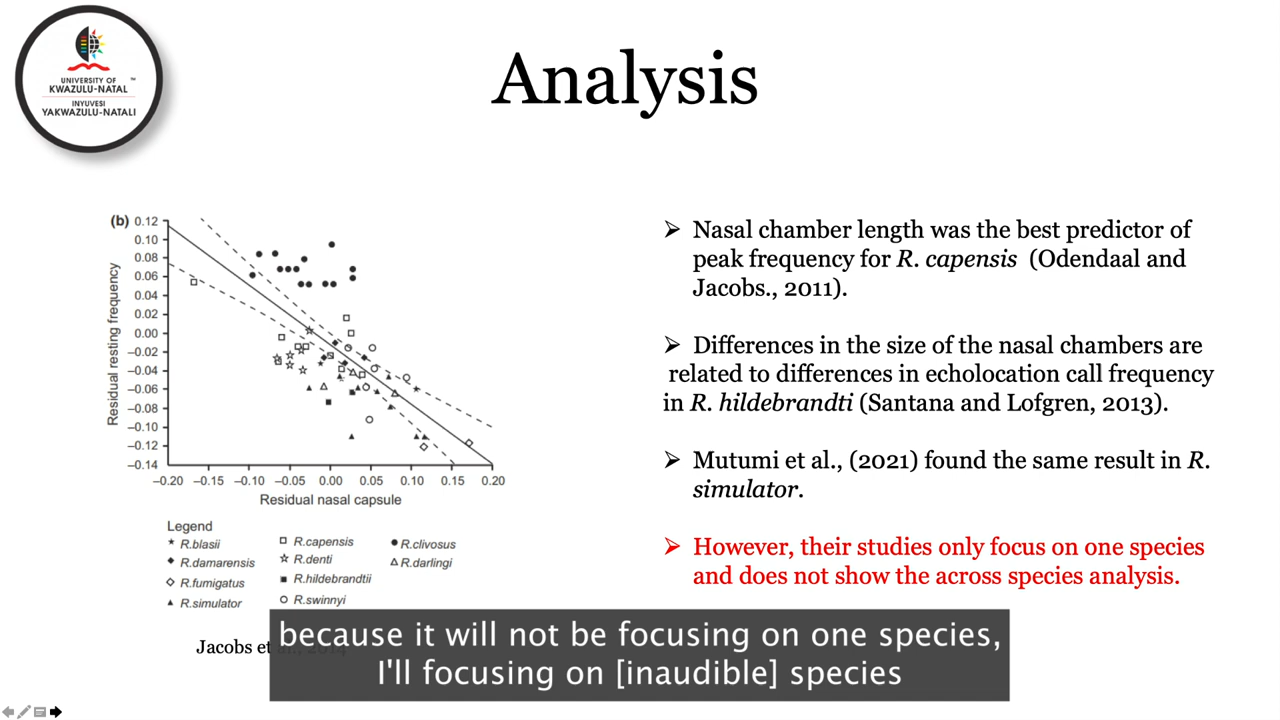 UNIVERSITY OF ™
KWAZULU-NATAL
INYUVESI
YAKWAZULU-NATALI
Analysis
(b)
0.12
0.10
0.08
0.06
0.04
0.02
0.00
−0.02
−0.04
−0.06
−0.08
−0.10
−0.12
−0.14
Residual resting frequency
−0.20 −0.15 −0.10 −0.05 0.00 0.05 0.10 0.15 0.20
Residual nasal capsule
Legend
R.blasii
R.damarensis
R.fumigatus
R.simulator
R.capensis
R.denti
R.hildebrandtii
R.swinnyi
R.clivosus
R.darlingi
Jacobs et al., 2014
➢ Nasal chamber length was the best predictor of
peak frequency for R. capensis (Odendaal and
Jacobs., 2011).
➢ Differences in the size of the nasal chambers are
related to differences in echolocation call frequency
in R. hildebrandti (Santana and Lofgren, 2013).
➢ Mutumi et al., (2021) found the same result in R.
simulator.
➢ However, their studies only focus on one species
and does not show the across species analysis.
because it will not be focusing on one species,
I'll focusing on [inaudible] species